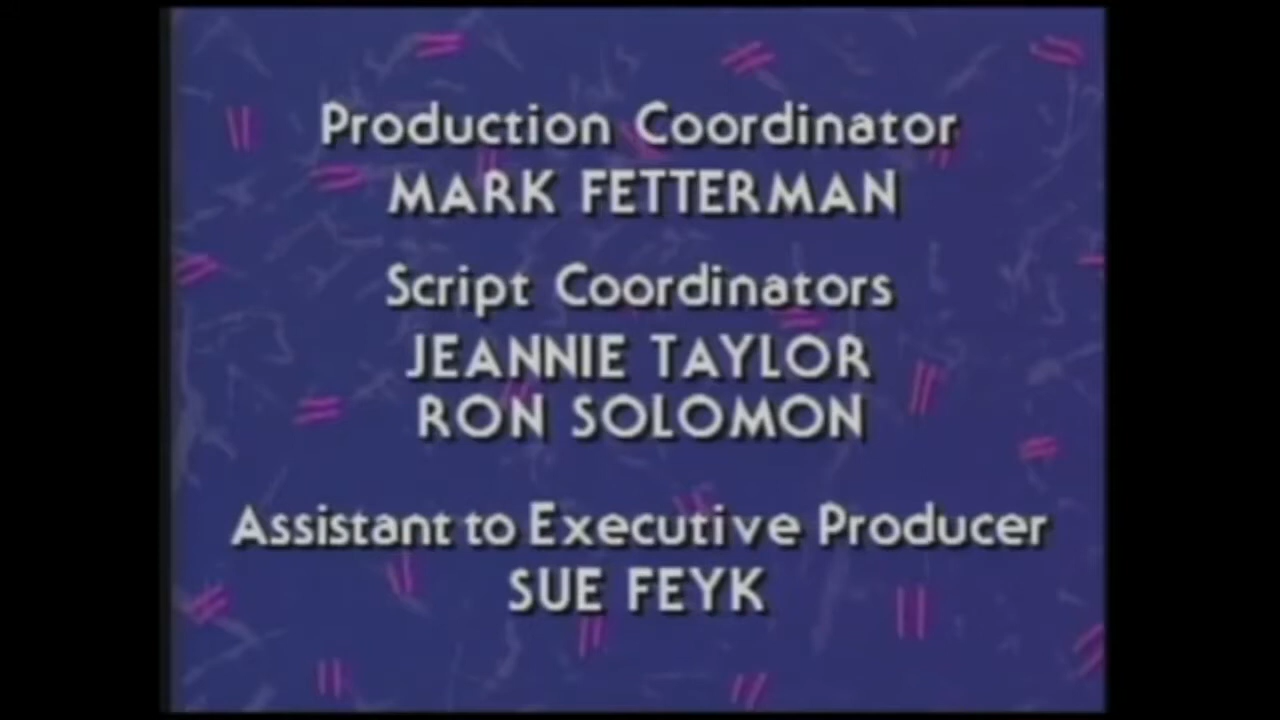 Production Coordinator
MARK FETTERMAN
Script Coordinators
JEANNIE TAYLOR
RON SOLOMON
Assistant to Executive Producer
SUE FEYK